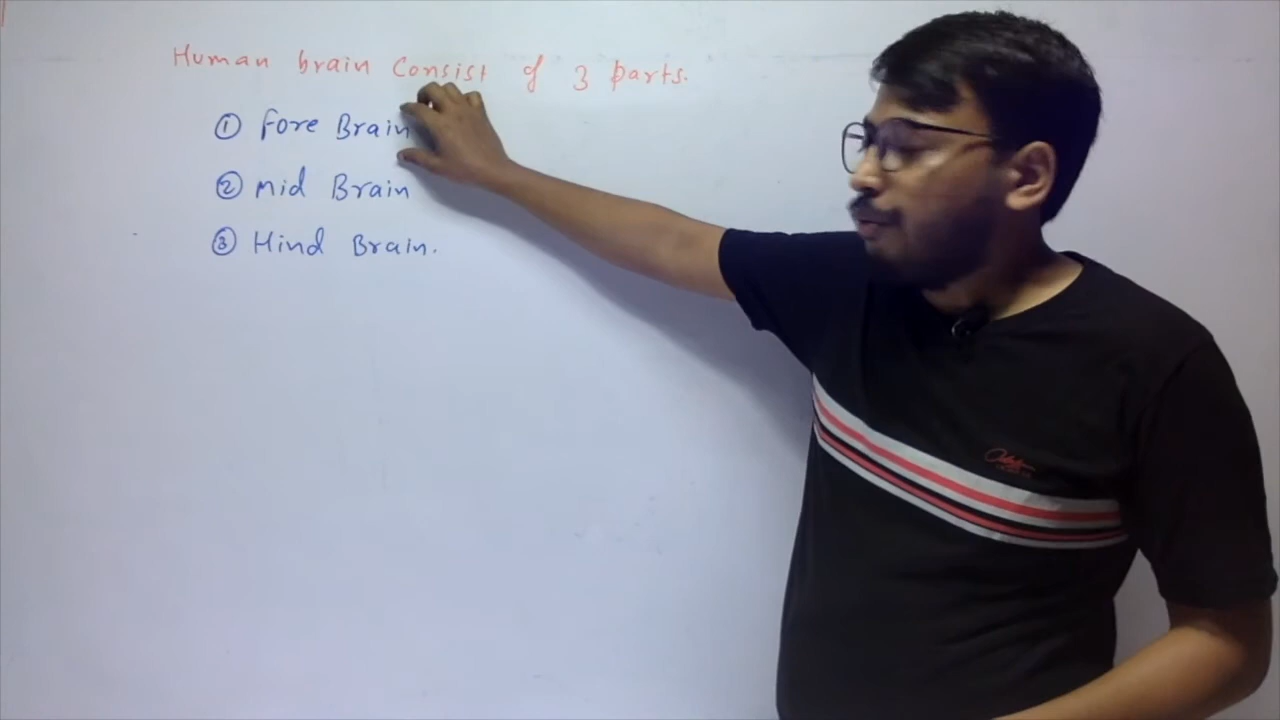 Human brain Consist of 3 parts.
① Fore Brain
② Mid Brain
③ Hind Brain.